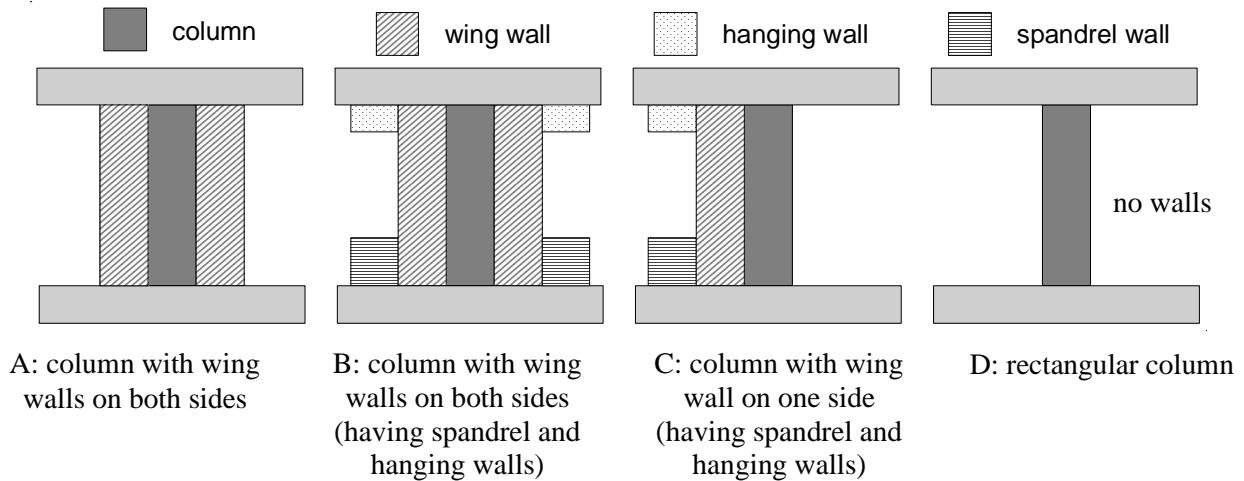 column
wing wall
hanging wall
spandrel wall
no walls
A: column with wing
walls on both sides
B: column with wing
walls on both sides
(having spandrel and
hanging walls)
C: column with wing
wall on one side
(having spandrel and
hanging walls)
D: rectangular column